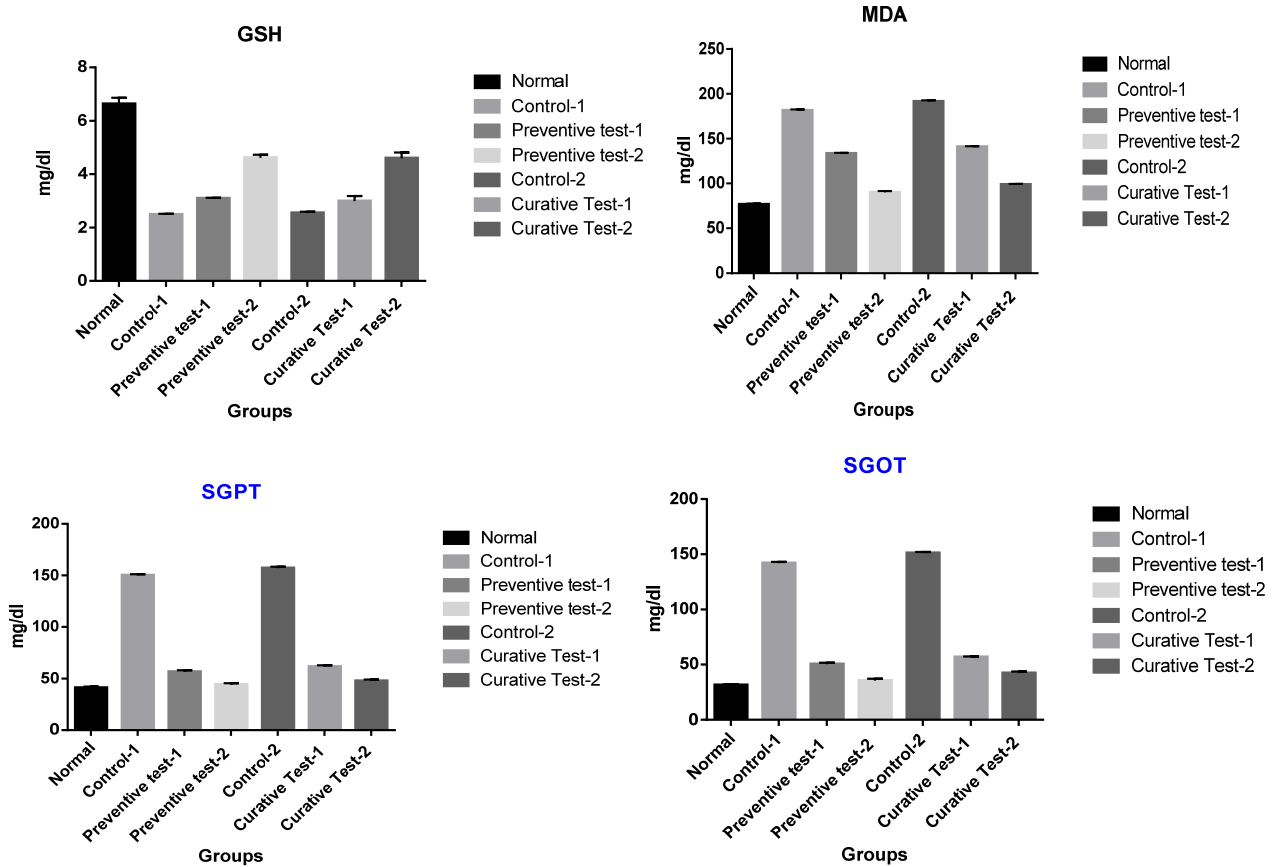 GSH
8
6
4
2
0
mg/dl
Normal
Control-1
Preventive test-1
Preventive test-2
Control-2
Curative Test-1
Curative Test-2
Groups
Normal
Control-1
Preventive test-1
Preventive test-2
Control-2
Curative Test-1
Curative Test-2
MDA
250
200
150
100
50
0
mg/dl
Normal
Control-1
Preventive test-1
Preventive test-2
Control-2
Curative Test-1
Curative Test-2
Groups
Normal
Control-1
Preventive test-1
Preventive test-2
Control-2
Curative Test-1
Curative Test-2
SGPT
200
150
100
50
0
mg/dl
Normal
Control-1
Preventive test-1
Preventive test-2
Control-2
Curative Test-1
Curative Test-2
Groups
Normal
Control-1
Preventive test-1
Preventive test-2
Control-2
Curative Test-1
Curative Test-2
SGOT
200
150
100
50
0
mg/dl
Normal
Control-1
Preventive test-1
Preventive test-2
Control-2
Curative Test-1
Curative Test-2
Groups
Normal
Control-1
Preventive test-1
Preventive test-2
Control-2
Curative Test-1
Curative Test-2